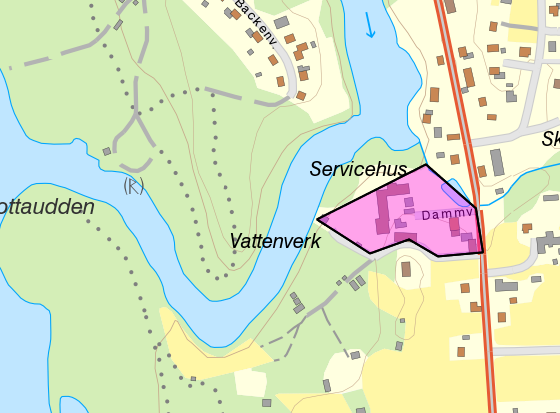 Backenv
Sk
Servicehus
(R)
ottaudden
Dammv
Vattenverk